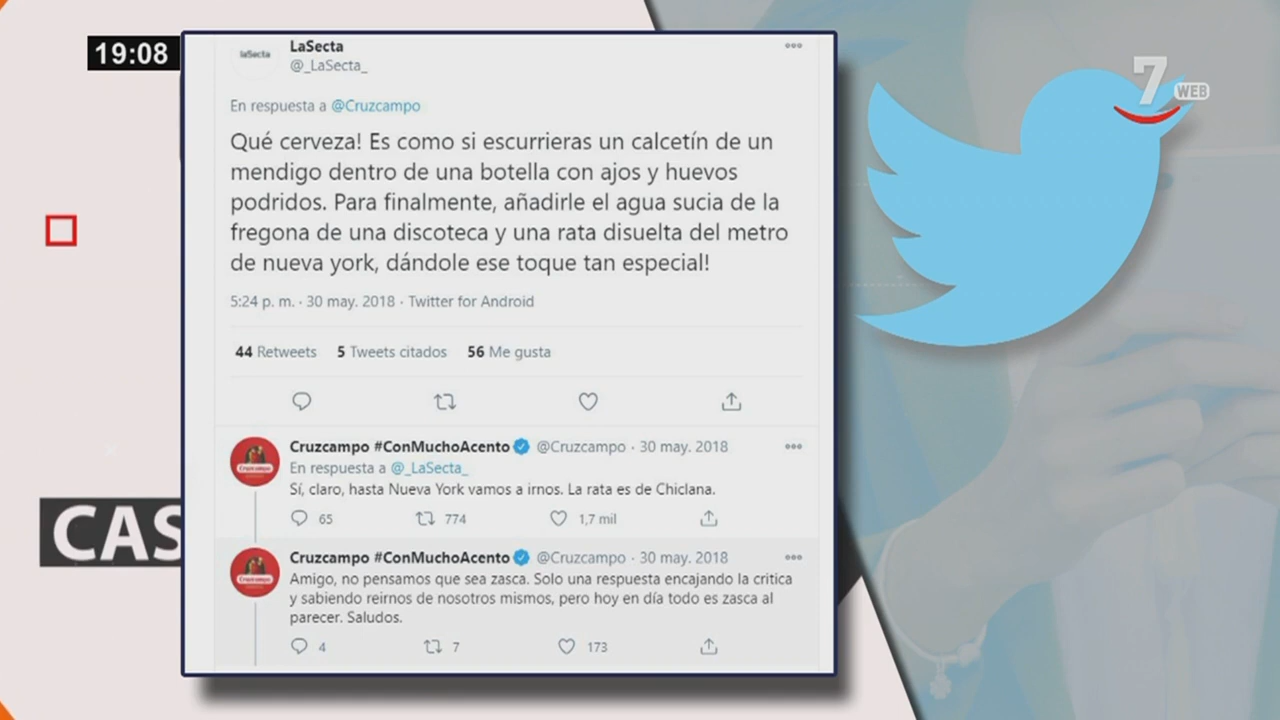 19:08
7
WEB
laSecta
LaSecta
@_LaSecta_
En respuesta a @Cruzcampo
Qué cerveza! Es como si escurrieras un calcetín de un
mendigo dentro de una botella con ajos y huevos
podridos. Para finalmente, añadirle el agua sucia de la
fregona de una discoteca y una rata disuelta del metro
de nueva york, dándole ese toque tan especial!
5:24 p. m. · 30 may. 2018 · Twitter for Android
44 Retweets 5 Tweets citados 56 Me gusta
Cruzcampo #ConMuchoAcento @Cruzcampo · 30 may. 2018
En respuesta a @_LaSecta_
Sí, claro, hasta Nueva York vamos a irnos. La rata es de Chiclana.
65 774 1,7 mil
CAS
Cruzcampo #ConMuchoAcento @Cruzcampo · 30 may. 2018
Amigo, no pensamos que sea zasca. Solo una respuesta encajando la critica
y sabiendo reirnos de nosotros mismos, pero hoy en día todo es zasca al
parecer. Saludos.
4 7 173